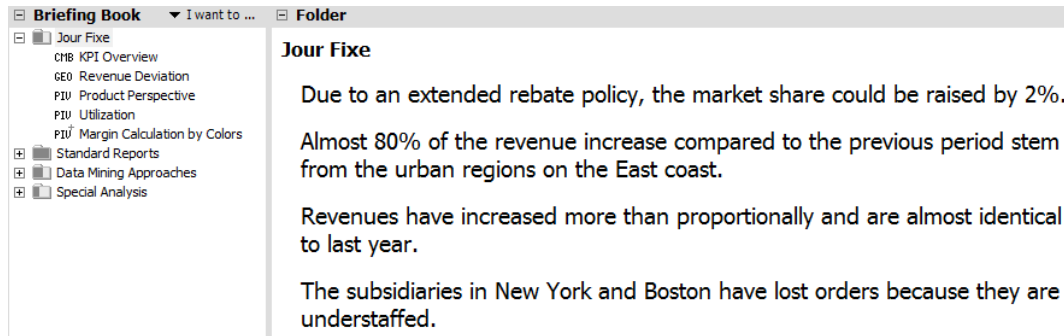 Briefing Book ▼ I want to ...
Jour Fixe
CMB KPI Overview
GEO Revenue Deviation
PIV Product Perspective
PIV Utilization
PIV+ Margin Calculation by Colors
Standard Reports
Data Mining Approaches
Special Analysis
Folder
Jour Fixe
Due to an extended rebate policy, the market share could be raised by 2%.
Almost 80% of the revenue increase compared to the previous period stem
from the urban regions on the East coast.
Revenues have increased more than proportionally and are almost identical
to last year.
The subsidiaries in New York and Boston have lost orders because they are
understaffed.